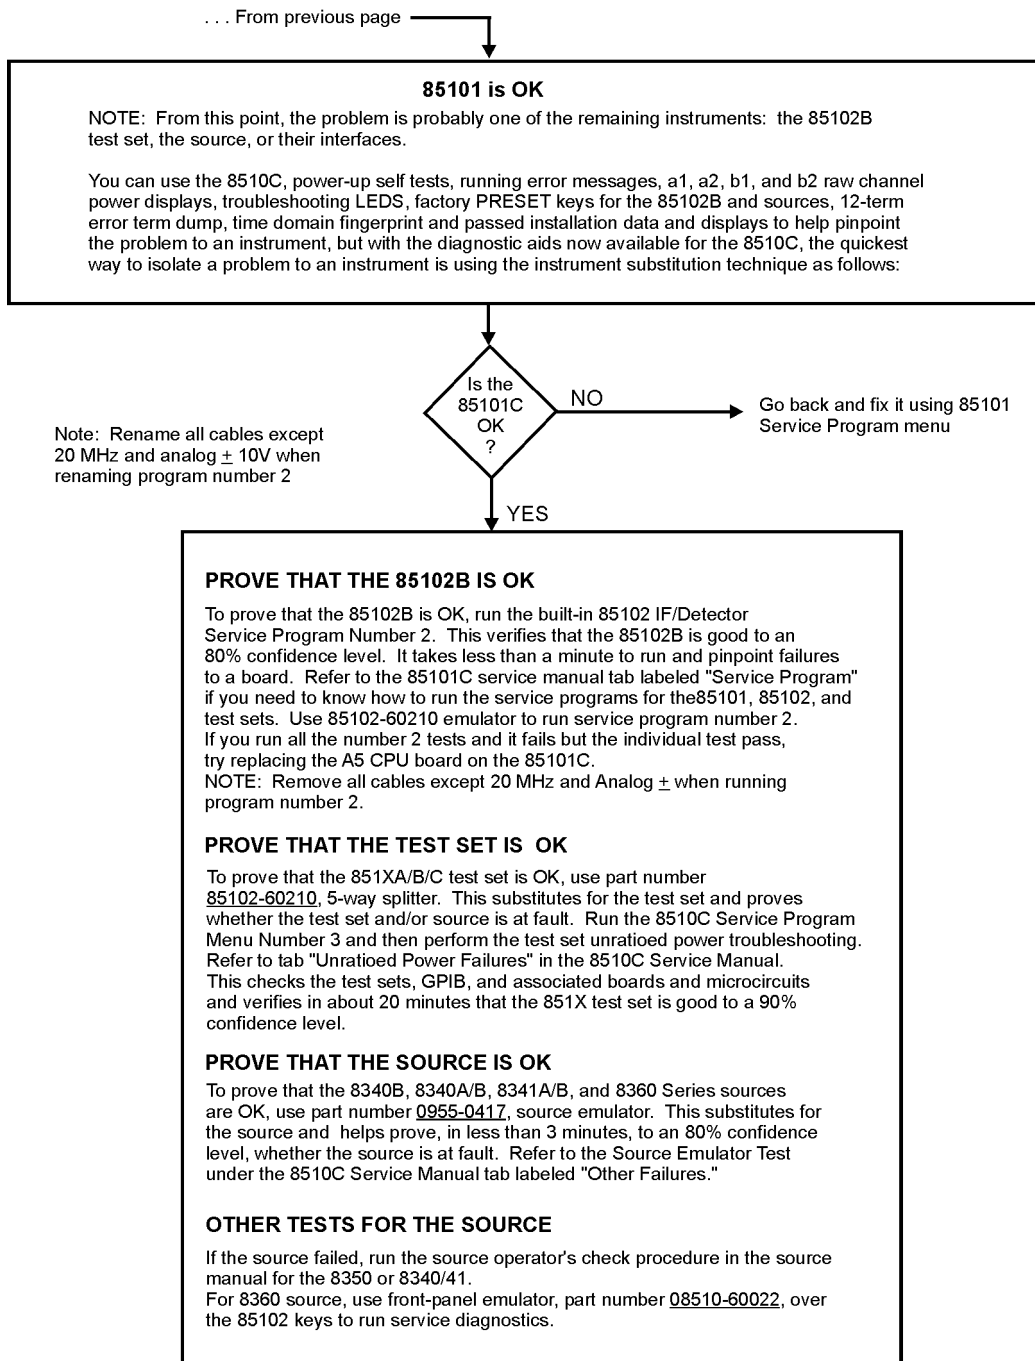 . . . From previous page
85101 is OK
NOTE: From this point, the problem is probably one of the remaining instruments: the 85102B
test set, the source, or their interfaces.
You can use the 8510C, power-up self tests, running error messages, a1, a2, b1, and b2 raw channel
power displays, troubleshooting LEDS, factory PRESET keys for the 85102B and sources, 12-term
error term dump, time domain fingerprint and passed installation data and displays to help pinpoint
the problem to an instrument, but with the diagnostic aids now available for the 8510C, the quickest
way to isolate a problem to an instrument is using the instrument substitution technique as follows:
Is the
85101C
OK
?
NO
Go back and fix it using 85101
Service Program menu
Note: Rename all cables except
20 MHz and analog ± 10V when
renaming program number 2
YES
PROVE THAT THE 85102B IS OK
To prove that the 85102B is OK, run the built-in 85102 IF/Detector
Service Program Number 2. This verifies that the 85102B is good to an
80% confidence level. It takes less than a minute to run and pinpoint failures
to a board. Refer to the 85101C service manual tab labeled "Service Program"
if you need to know how to run the service programs for the85101, 85102, and
test sets. Use 85102-60210 emulator to run service program number 2.
If you run all the number 2 tests and it fails but the individual test pass,
try replacing the A5 CPU board on the 85101C.
NOTE: Remove all cables except 20 MHz and Analog ± when running
program number 2.
PROVE THAT THE TEST SET IS OK
To prove that the 851XA/B/C test set is OK, use part number
85102-60210, 5-way splitter. This substitutes for the test set and proves
whether the test set and/or source is at fault. Run the 8510C Service Program
Menu Number 3 and then perform the test set unratioed power troubleshooting.
Refer to tab "Unratioed Power Failures" in the 8510C Service Manual.
This checks the test sets, GPIB, and associated boards and microcircuits
and verifies in about 20 minutes that the 851X test set is good to a 90%
confidence level.
PROVE THAT THE SOURCE IS OK
To prove that the 8340B, 8340A/B, 8341A/B, and 8360 Series sources
are OK, use part number 0955-0417, source emulator. This substitutes for
the source and helps prove, in less than 3 minutes, to an 80% confidence
level, whether the source is at fault. Refer to the Source Emulator Test
under the 8510C Service Manual tab labeled "Other Failures."
OTHER TESTS FOR THE SOURCE
If the source failed, run the source operator's check procedure in the source
manual for the 8350 or 8340/41.
For 8360 source, use front-panel emulator, part number 08510-60022, over
the 85102 keys to run service diagnostics.